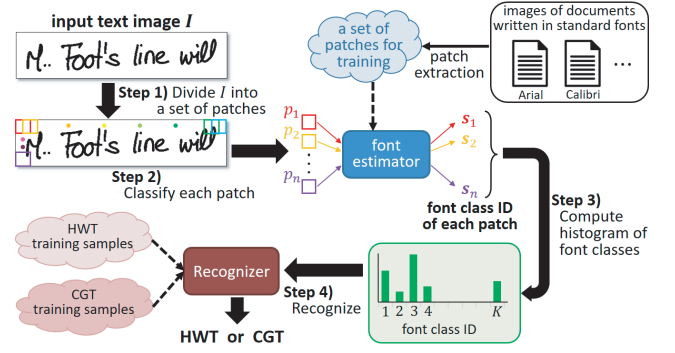 input text image I
M.. Foot's line will
Step 1) Divide I into
a set of patches
M.. Foot's line will
Step 2)
Classify each patch
a set of
patches for
training
patch
extraction
images of documents
written in standard fonts
Arial
Calibri
...
p1
p2
pn
font
estimator
s1
s2
sn
font class ID
of each patch
Step 3)
Compute
histogram of
font classes
1 2 3 4 K
font class ID
Step 4)
Recognize
HWT
training samples
CGT
training samples
Recognizer
HWT or CGT